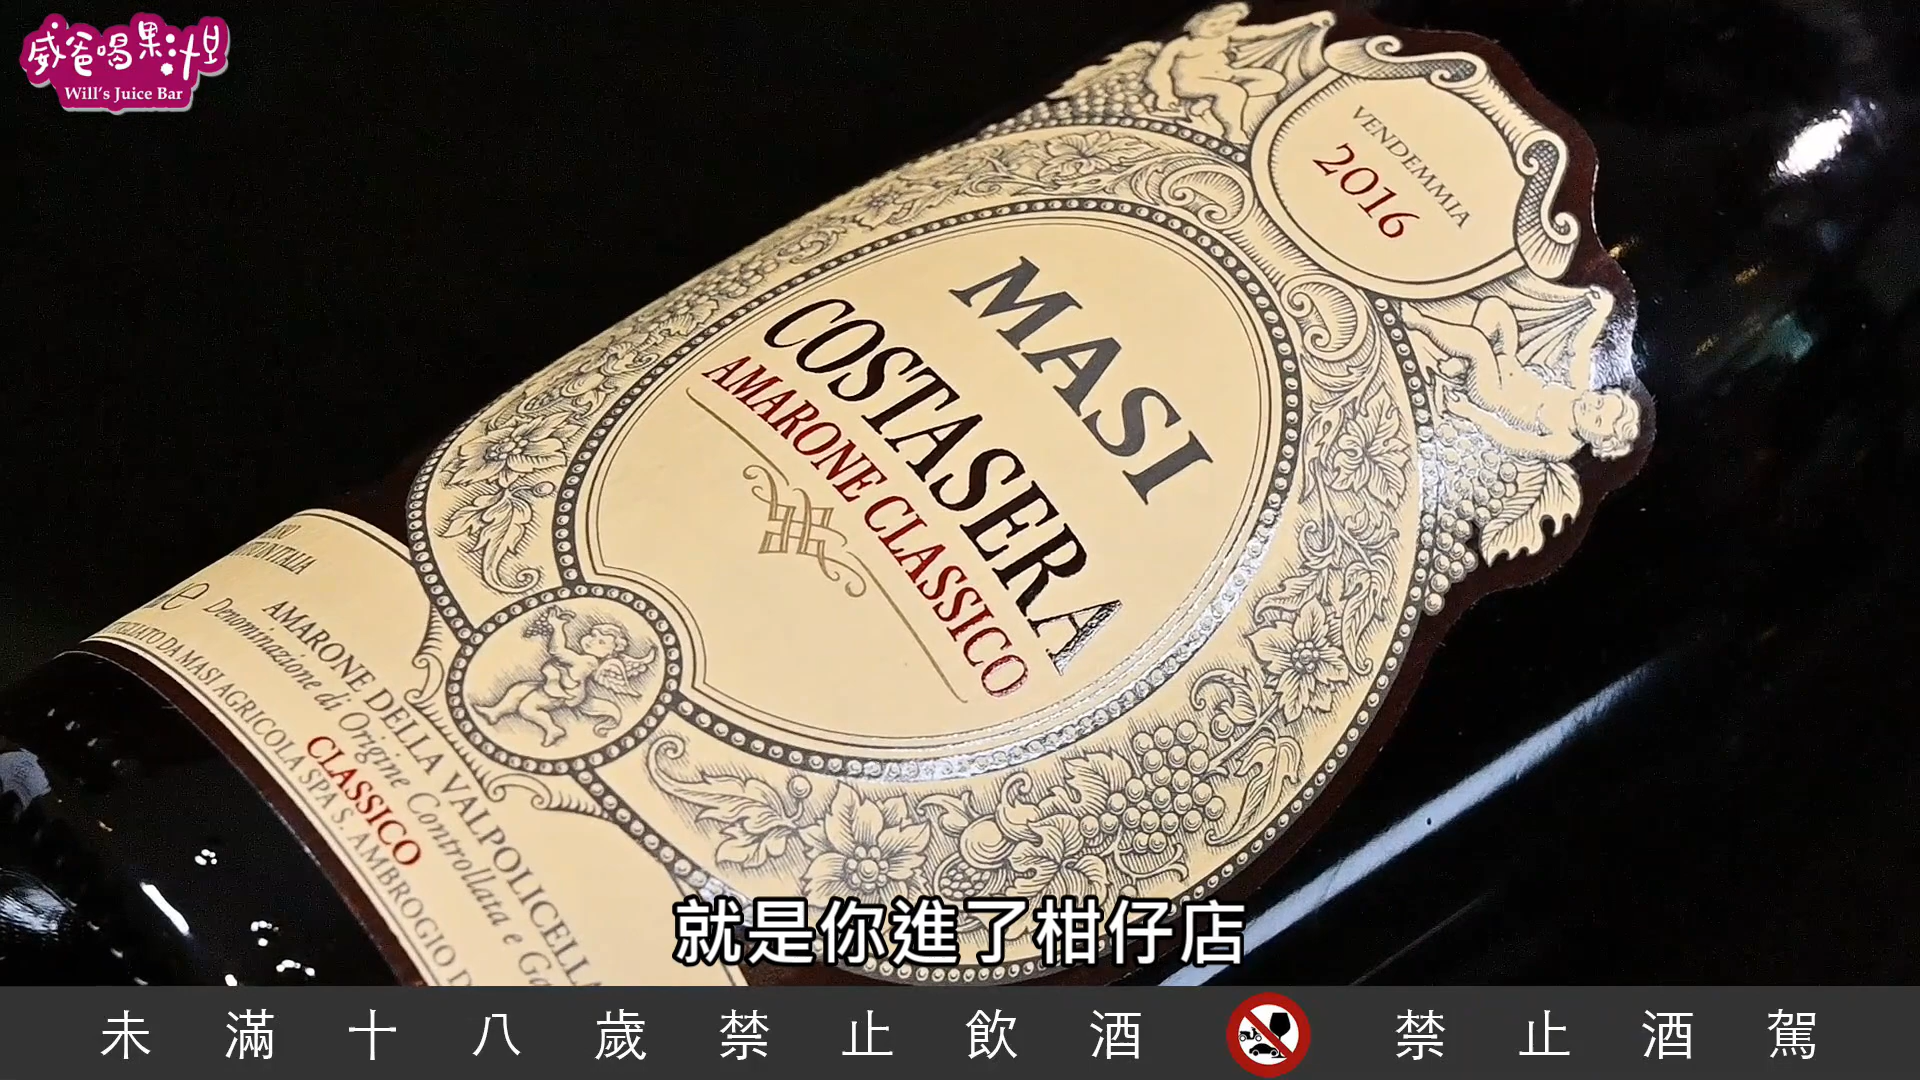 威爸喝果汁
Will's Juice Bar
VENDEMMIA
2016
MASI
COSTASERA
AMARONE CLASSICO
AMARONE DELLA VALPOLICELLA
Denominazione di Origine Controllata e
CLASSICO
DA MASI AGRICOLA SPA S. AMBROGIO
就是你進了柑仔店
未滿十八歲禁止飲酒 禁止酒駕